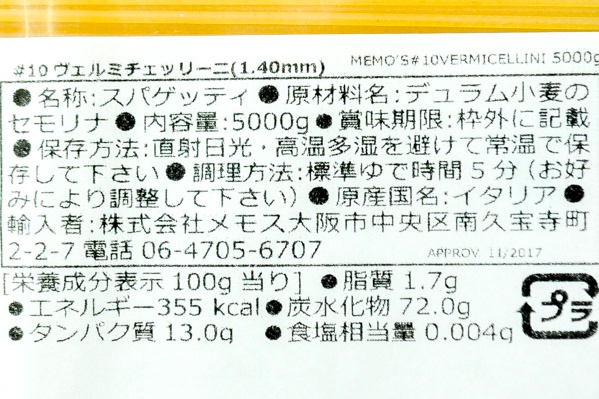 #10 ヴェルミチェッリーニ(1.40mm) MEMO'S#10VERMICELLINI 5000g
●名称:スパゲッティ ●原材料名:デュラム小麦の
セモリナ ●内容量:5000g ●賞味期限:枠外に記載
●保存方法:直射日光・高温多湿を避けて常温で保
存して下さい ●調理方法:標準ゆで時間5分(お好
みにより調整して下さい) ●原産国名:イタリア ●
輸入者:株式会社メモス大阪市中央区南久宝寺町
2-2-7 電話 06-4705-6707 APPROV. 11/2017
[栄養成分表示 100g 当り] ●脂質 1.7g
●エネルギー355 kcal ●炭水化物 72.0g
●タンパク質 13.0g ●食塩相当量 0.004g
プラ